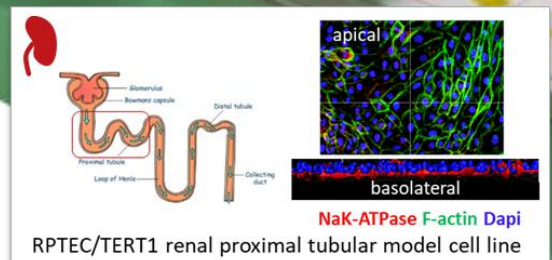 apical
Glomerulus
Bowmans capsule
Distal tubule
Proximal tubule
Loop of Henle
Collecting
duct
basolateral
NaK-ATPase F-actin Dapi
RPTEC/TERT1 renal proximal tubular model cell line